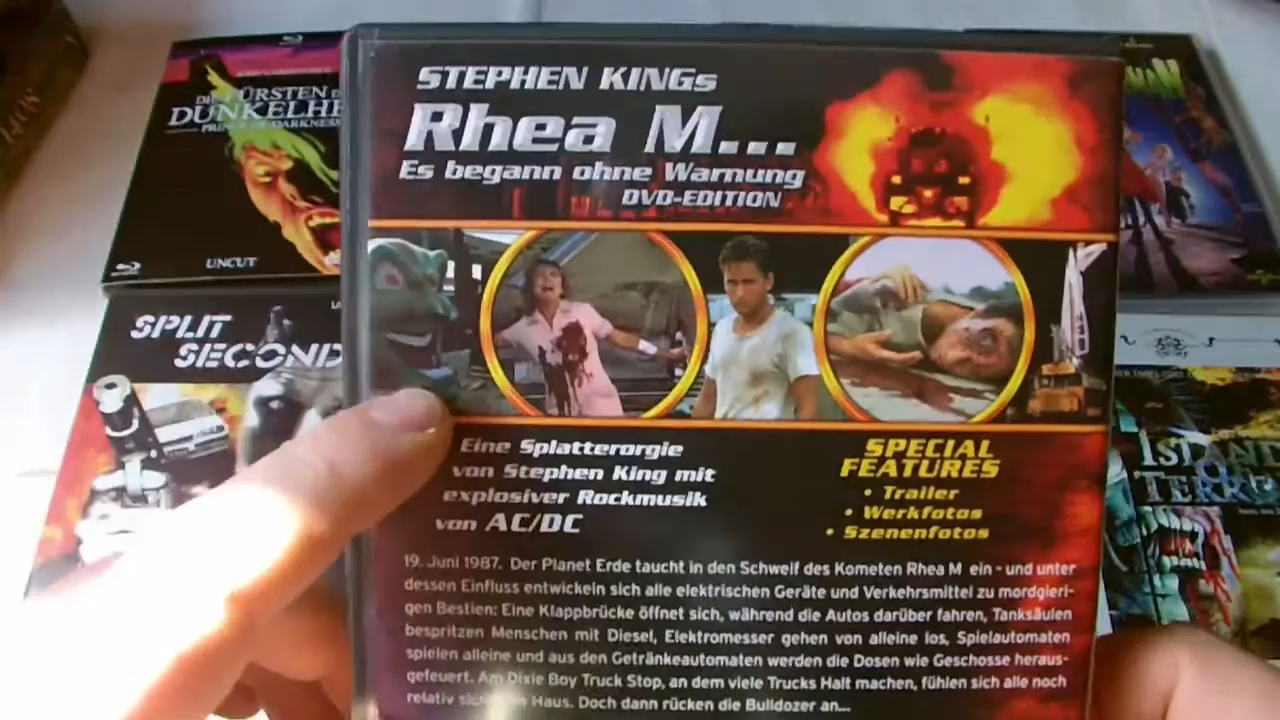 STEPHEN KINGS
Rhea M...
Es begann ohne Warnung
DVD-EDITION
Eine Splatterorgie
von Stephen King mit
explosiver Rockmusik
von AC/DC
SPECIAL
FEATURES
• Trailer
• Werkfotos
• Szenenfotos
19. Juni 1987. Der Planet Erde taucht in den Schweif des Kometen Rhea M ein - und unter
dessen Einfluss entwickeln sich alle elektrischen Geräte und Verkehrsmittel zu mordgieri-
gen Bestien: Eine Klappbrücke öffnet sich, während die Autos darüber fahren, Tanksäulen
bespritzen Menschen mit Diesel, Elektromesser gehen von alleine los, Spielautomaten
spielen alleine und aus den Getränkeautomaten werden die Dosen wie Geschosse heraus-
gefeuert. Am Dixie Boy Truck Stop, an dem viele Trucks Halt machen, fühlen sich alle noch
relativ Haus. Doch dann rücken die Bulldozer an...
FÜRSTEN
DUNKELHE
PRINCE OF DARKNESS
UNCUT
SPLIT
SECOND
ISLAND
OF
TERRO